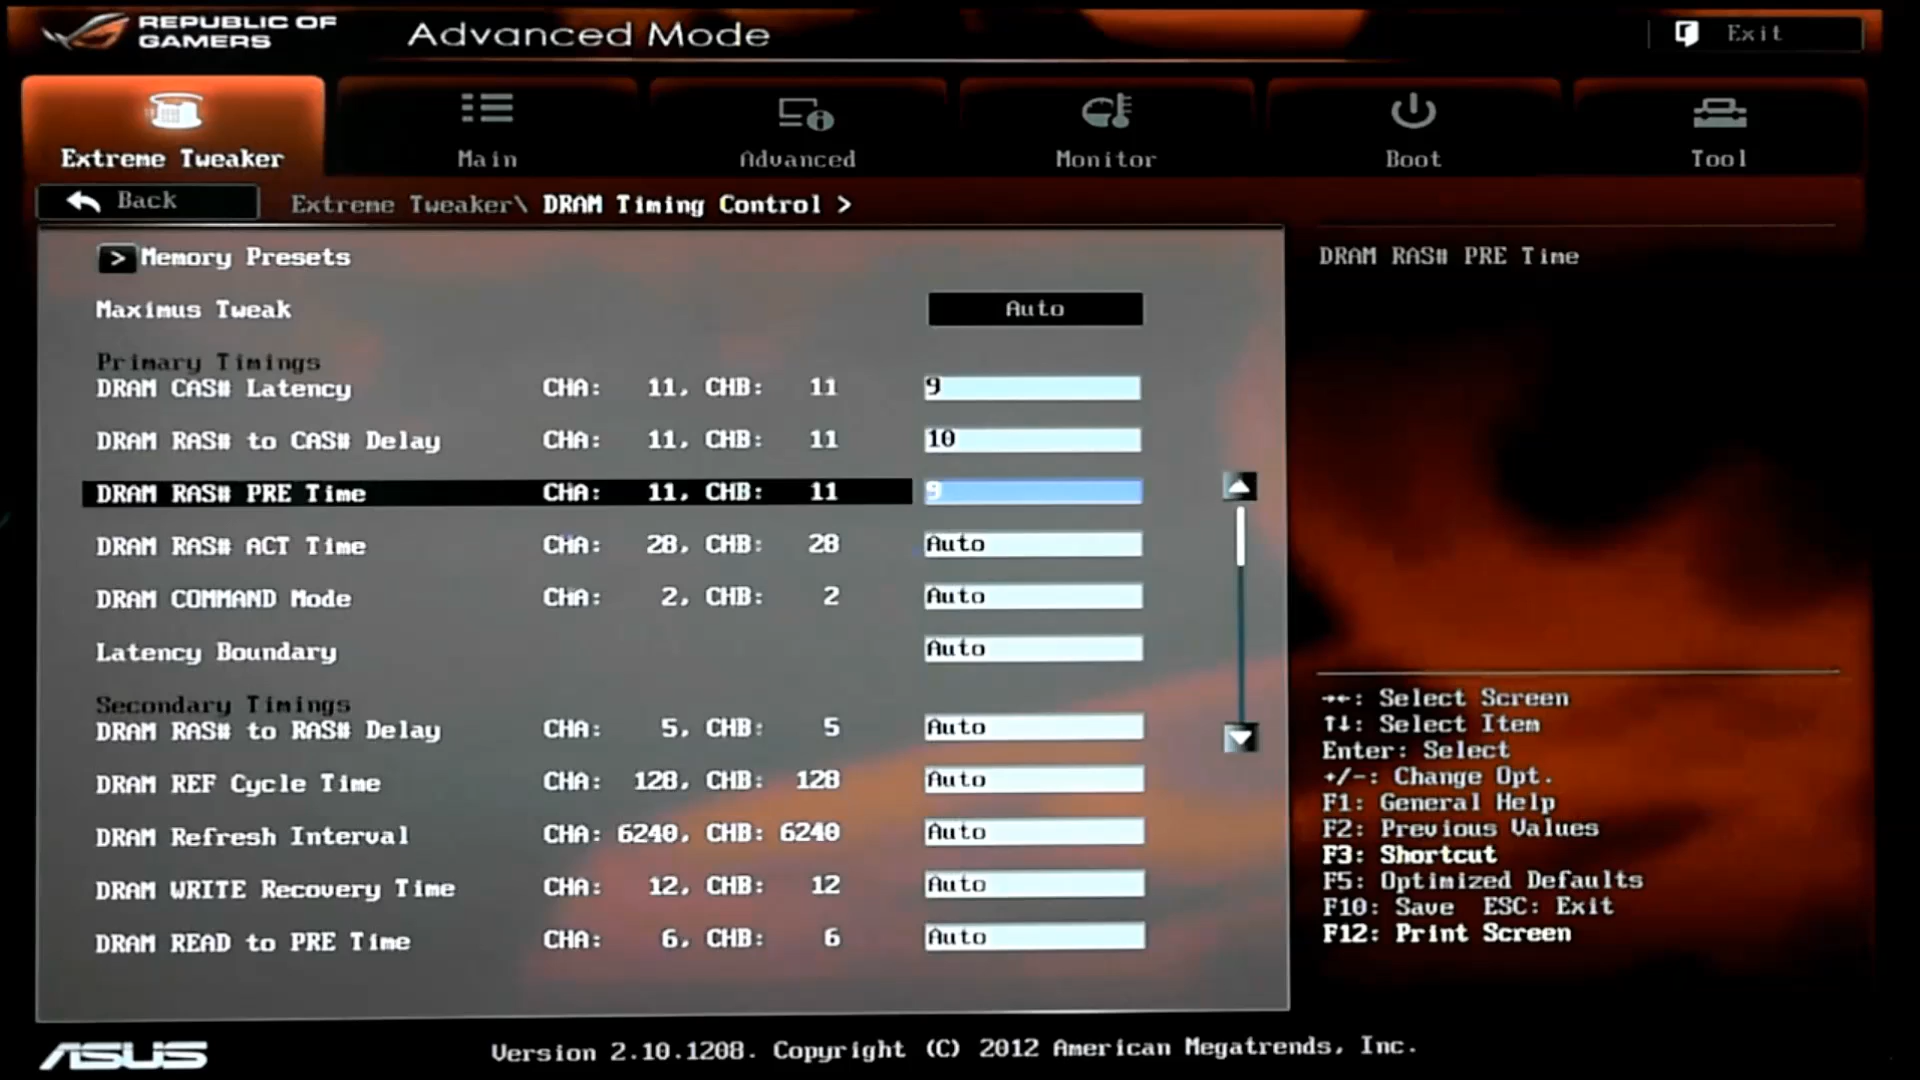 REPUBLIC OF
GAMERS
Advanced Mode
Exit
Extreme Tweaker
Main
Advanced
Monitor
Boot
Tool
Back
Extreme Tweaker\ DRAM Timing Control >
> Memory Presets
Maximus Tweak Auto
Primary Timings
DRAM CAS# Latency CHA: 11, CHB: 11 9
DRAM RAS# to CAS# Delay CHA: 11, CHB: 11 10
DRAM RAS# PRE Time CHA: 11, CHB: 11 9
DRAM RAS# ACT Time CHA: 28, CHB: 28 Auto
DRAM COMMAND Mode CHA: 2, CHB: 2 Auto
Latency Boundary Auto
Secondary Timings
DRAM RAS# to RAS# Delay CHA: 5, CHB: 5 Auto
DRAM REF Cycle Time CHA: 128, CHB: 128 Auto
DRAM Refresh Interval CHA: 6240, CHB: 6240 Auto
DRAM WRITE Recovery Time CHA: 12, CHB: 12 Auto
DRAM READ to PRE Time CHA: 6, CHB: 6 Auto
DRAM RAS# PRE Time
→←: Select Screen
↑↓: Select Item
Enter: Select
+/-: Change Opt.
F1: General Help
F2: Previous Values
F3: Shortcut
F5: Optimized Defaults
F10: Save ESC: Exit
F12: Print Screen
ASUS
Version 2.10.1208. Copyright (C) 2012 American Megatrends, Inc.